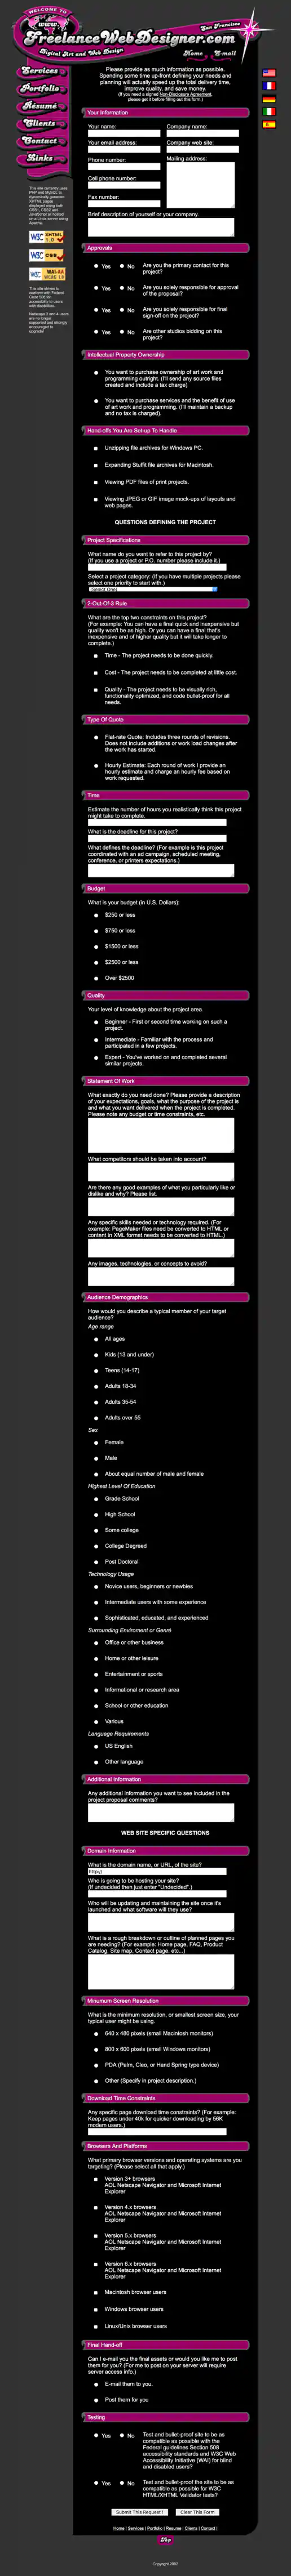 WELCOME TO
www.
FreelanceWebDesigner.com
San Francisco
Digital Art and Web Design
Home ~ E-mail
Services
Portfolio
Résumé
Clients
Contact
Links
This site currently uses
PHP and MySQL to
dynamically generate
XHTML pages
displayed using both
CSS1, CSS2 and
JavaScript all hosted
on a Linux server using
Apache.
W3C XHTML 1.0
W3C CSS
W3C WAI-AA WCAG 1.0
This site strives to
conform with Federal
Code 508 for
accessibility to users
with disabilities.
Netscape 3 and 4 users
are no longer
supported and strongly
encouraged to
upgrade!
Please provide as much information as possible.
Spending some time up-front defining your needs and
planning will actually speed up the total delivery time,
improve quality, and save money.
(If you need a signed Non-Disclosure Agreement,
please get it before filling out this form.)
Your Information
Your name:
Company name:
Your email address:
Company web site:
Phone number:
Mailing address:
Cell phone number:
Fax number:
Brief description of yourself or your company.
Approvals
Yes No Are you the primary contact for this
project?
Yes No Are you solely responsible for approval
of the proposal?
Yes No Are you solely responsible for final
sign-off on the project?
Yes No Are other studios bidding on this
project?
Intellectual Property Ownership
You want to purchase ownership of art work and
programming outright. (I'll send any source files
created and include a tax charge)
You want to purchase services and the benefit of use
of art work and programming. (I'll maintain a backup
and no tax is charged).
Hand-offs You Are Set-up To Handle
Unzipping file archives for Windows PC.
Expanding Stuffit file archives for Macintosh.
Viewing PDF files of print projects.
Viewing JPEG or GIF image mock-ups of layouts and
web pages.
QUESTIONS DEFINING THE PROJECT
Project Specifications
What name do you want to refer to this project by?
(If you use a project or P.O. number please include it.)
Select a project category: (If you have multiple projects please
select one priority to start with.)
(Select One)
2-Out-Of-3 Rule
What are the top two constraints on this project?
(For example: You can have a final quick and inexpensive but
quality won't be as high. Or you can have a final that's
inexpensive and of higher quality but it will take longer to
complete.)
Time - The project needs to be done quickly.
Cost - The project needs to be completed at little cost.
Quality - The project needs to be visually rich,
functionality optimized, and code bullet-proof for all
needs.
Type Of Quote
Flat-rate Quote: Includes three rounds of revisions.
Does not include additions or work load changes after
the work has started.
Hourly Estimate: Each round of work I provide an
hourly estimate and charge an hourly fee based on
work requested.
Time
Estimate the number of hours you realistically think this project
might take to complete.
What is the deadline for this project?
What defines the deadline? (For example is this project
coordinated with an ad campaign, scheduled meeting,
conference, or printers expectations.)
Budget
What is your budget (in U.S. Dollars):
$250 or less
$750 or less
$1500 or less
$2500 or less
Over $2500
Quality
Your level of knowledge about the project area.
Beginner - First or second time working on such a
project.
Intermediate - Familiar with the process and
participated in a few projects.
Expert - You've worked on and completed several
similar projects.
Statement Of Work
What exactly do you need done? Please provide a description
of your expectations, goals, what the purpose of the project is
and what you want delivered when the project is completed.
Please note any budget or time constraints, etc.
What competitors should be taken into account?
Are there any good examples of what you particularly like or
dislike and why? Please list.
Any specific skills needed or technology required. (For
example: PageMaker files need be converted to HTML or
content in XML format needs to be converted to HTML.)
Any images, technologies, or concepts to avoid?
Audience Demographics
How would you describe a typical member of your target
audience?
Age range
All ages
Kids (13 and under)
Teens (14-17)
Adults 18-34
Adults 35-54
Adults over 55
Sex
Female
Male
About equal number of male and female
Highest Level Of Education
Grade School
High School
Some college
College Degreed
Post Doctoral
Technology Usage
Novice users, beginners or newbies
Intermediate users with some experience
Sophisticated, educated, and experienced
Surrounding Enviroment or Genré
Office or other business
Home or other leisure
Entertainment or sports
Informational or research area
School or other education
Various
Language Requirements
US English
Other language
Additional Information
Any additional information you want to see included in the
project proposal comments?
WEB SITE SPECIFIC QUESTIONS
Domain Information
What is the domain name, or URL, of the site?
http://
Who is going to be hosting your site?
(If undecided then just enter "Undecided".)
Who will be updating and maintaining the site once it's
launched and what software will they use?
What is a rough breakdown or outline of planned pages you
are needing? (For example: Home page, FAQ, Product
Catalog, Site map, Contact page, etc...)
Minumum Screen Resolution
What is the minimum resolution, or smallest screen size, your
typical user might be using.
640 x 480 pixels (small Macintosh monitors)
800 x 600 pixels (small Windows monitors)
PDA (Palm, Cleo, or Hand Spring type device)
Other (Specify in project description.)
Download Time Constraints
Any specific page download time constraints? (For example:
Keep pages under 40k for quicker downloading by 56K
modem users.)
Browsers And Platforms
What primary browser versions and operating systems are you
targeting? (Please select all that apply.)
Version 3+ browsers
AOL Netscape Navigator and Microsoft Internet
Explorer
Version 4.x browsers
AOL Netscape Navigator and Microsoft Internet
Explorer
Version 5.x browsers
AOL Netscape Navigator and Microsoft Internet
Explorer
Version 6.x browsers
AOL Netscape Navigator and Microsoft Internet
Explorer
Macintosh browser users
Windows browser users
Linux/Unix browser users
Final Hand-off
Can I e-mail you the final assets or would you like me to post
them for you? (For me to post on your server will require
server access info.)
E-mail them to you.
Post them for you
Testing
Yes No Test and bullet-proof site to be as
compatible as possible with the
Federal guidelines Section 508
accessibility standards and W3C Web
Accessibility Initiative (WAI) for blind
and disabled users?
Yes No Test and bullet-proof the site to be as
compatible as possible for W3C
HTML/XHTML Validator tests?
Submit This Request ! Clear This Form
Home | Services | Portfolio | Resume | Clients | Contact |
Top
Copyright 2003